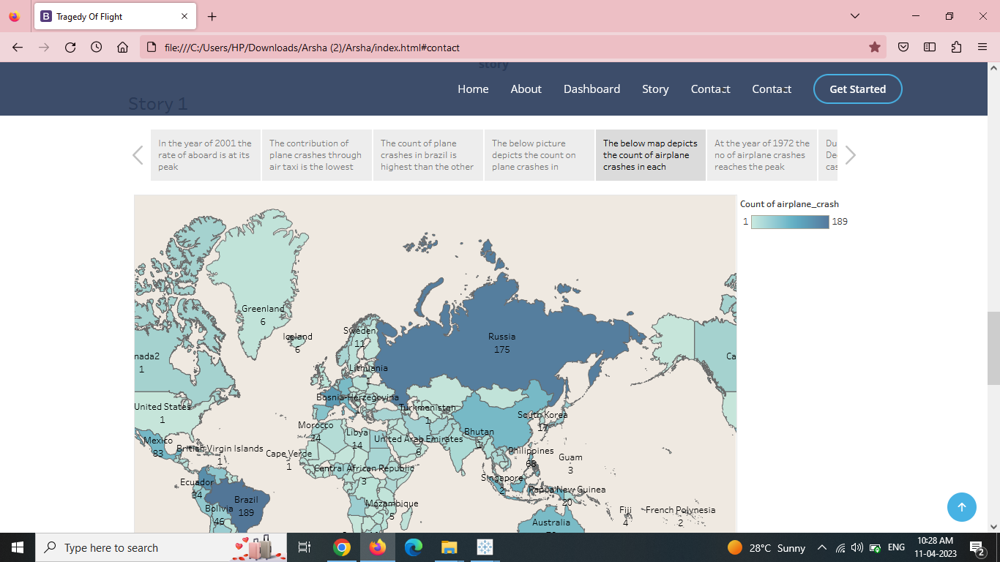 Tragedy Of Flight
file:///C:/Users/HP/Downloads/Arsha (2)/Arsha/index.html#contact
story
Home About Dashboard Story Contact Contact Get Started
Story 1
In the year of 2001 the
rate of aboard is at its
peak
The contribution of
plane crashes through
air taxi is the lowest
The count of plane
crashes in brazil is
highest than the other
The below picture
depicts the count on
plane crashes in
The below map depicts
the count of airplane
crashes in each
At the year of 1972 the
no of airplane crashes
reaches the peak
Du
De
cas
Count of airplane_crash
1 189
Greenland
6
Iceland
6
Sweden
11
Russia
175
nada2
1
Ca
Lithuania
1
Bosnia-Herzegovina
1
United States
1
Turkmenistan
1
South Korea
17
Morocco
24
Libya
14
United Arab Emirates
6
Bhutan
1
Mexico
83
British Virgin Islands
1
Cape Verde
1
Philippines
68
Guam
3
Central African Republic
3
Singapore
2
Ecuador
34
Papua New Guinea
20
Brazil
189
Bolivia
46
Mozambique
5
Fiji
4
French Polynesia
2
Australia
Type here to search
28°C Sunny
ENG
10:28 AM
11-04-2023
2